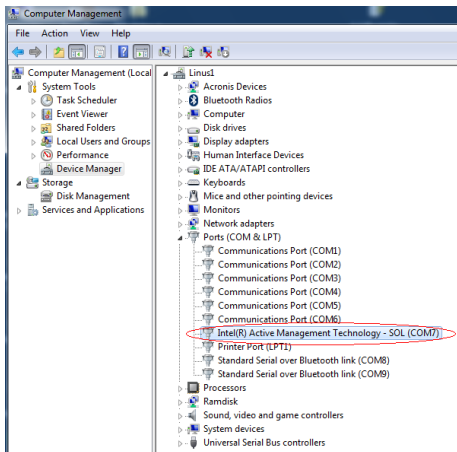 Computer Management
File Action View Help
Computer Management (Local
System Tools
Task Scheduler
Event Viewer
Shared Folders
Local Users and Groups
Performance
Device Manager
Storage
Disk Management
Services and Applications
Linus1
Acronis Devices
Bluetooth Radios
Computer
Disk drives
Display adapters
Human Interface Devices
IDE ATA/ATAPI controllers
Keyboards
Mice and other pointing devices
Monitors
Network adapters
Ports (COM & LPT)
Communications Port (COM1)
Communications Port (COM2)
Communications Port (COM3)
Communications Port (COM4)
Communications Port (COM5)
Communications Port (COM6)
Intel(R) Active Management Technology - SOL (COM7)
Printer Port (LPT1)
Standard Serial over Bluetooth link (COM8)
Standard Serial over Bluetooth link (COM9)
Processors
Ramdisk
Sound, video and game controllers
System devices
Universal Serial Bus controllers